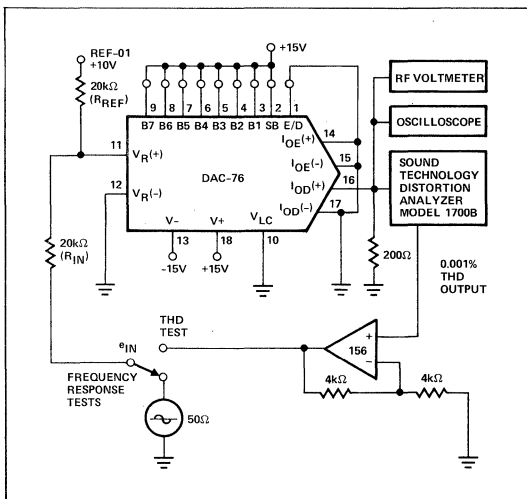 REF-01
+10V
20kΩ
(RREF)
+15V
9 8 7 6 5 4 3 2 1
B7 B6 B5 B4 B3 B2 B1 SB E/D
11
VR(+)
12
VR(-)
DAC-76
IOE(+)
14
IOE(-)
15
IOD(+)
16
IOD(-)
17
V- V+ VLC
13 18 10
-15V +15V
RF VOLTMETER
OSCILLOSCOPE
SOUND
TECHNOLOGY
DISTORTION
ANALYZER
MODEL 1700B
200Ω
0.001%
THD
OUTPUT
20kΩ
(RIN)
THD
TEST
eIN
FREQUENCY
RESPONSE
TESTS
50Ω
156
+
-
4kΩ 4kΩ